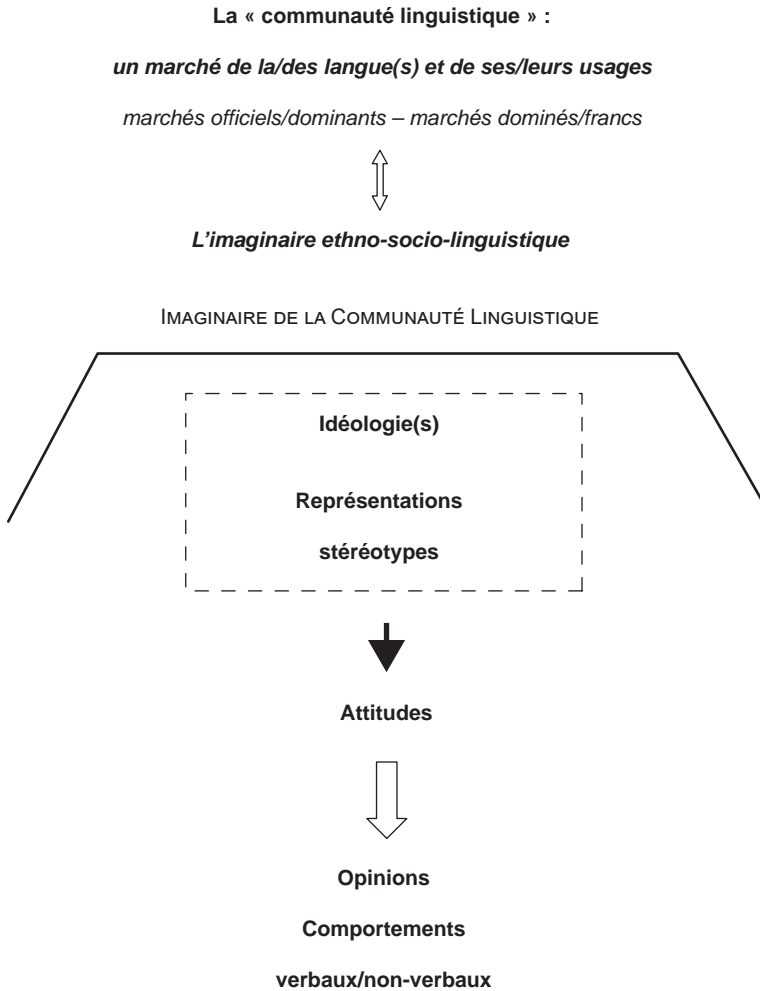 La « communauté linguistique » :
un marché de la/des langue(s) et de ses/leurs usages
marchés officiels/dominants – marchés dominés/francs
L'imaginaire ethno-socio-linguistique
Imaginaire de la Communauté Linguistique
Idéologie(s)
Représentations
stéréotypes
Attitudes
Opinions
Comportements
verbaux/non-verbaux